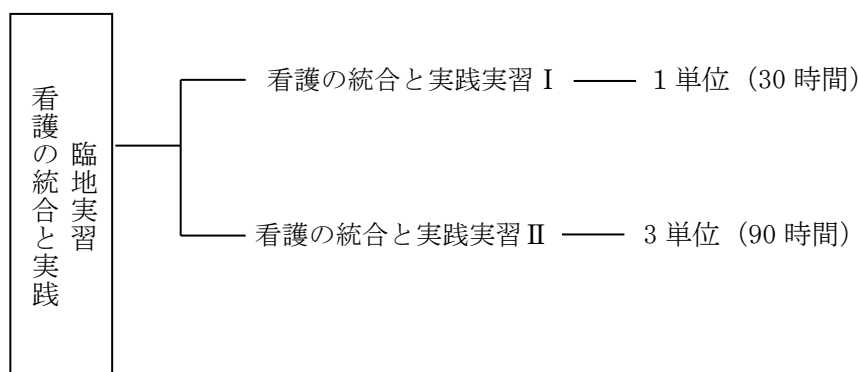 臨地実習
看護の統合と実践
看護の統合と実践実習Ⅰ ―― 1単位(30時間)
看護の統合と実践実習Ⅱ ―― 3単位(90時間)